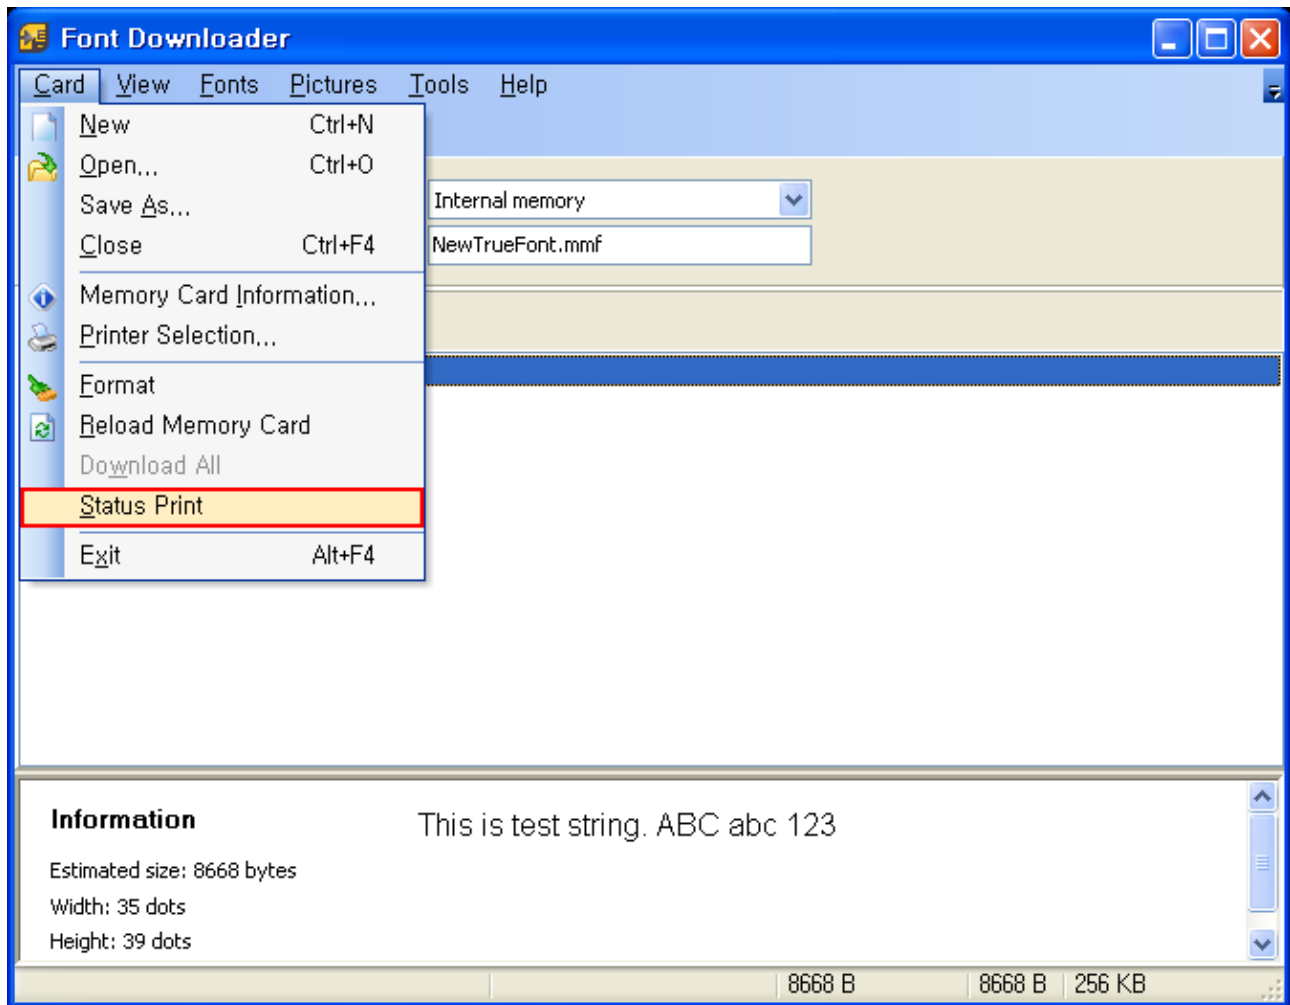 Font Downloader
Card View Fonts Pictures Tools Help
New Ctrl+N
Open... Ctrl+O
Save As...
Close Ctrl+F4
Memory Card Information...
Printer Selection...
Format
Reload Memory Card
Download All
Status Print
Exit Alt+F4
Internal memory
NewTrueFont.mmf
Information
This is test string. ABC abc 123
Estimated size: 8668 bytes
Width: 35 dots
Height: 39 dots
8668 B 8668 B 256 KB